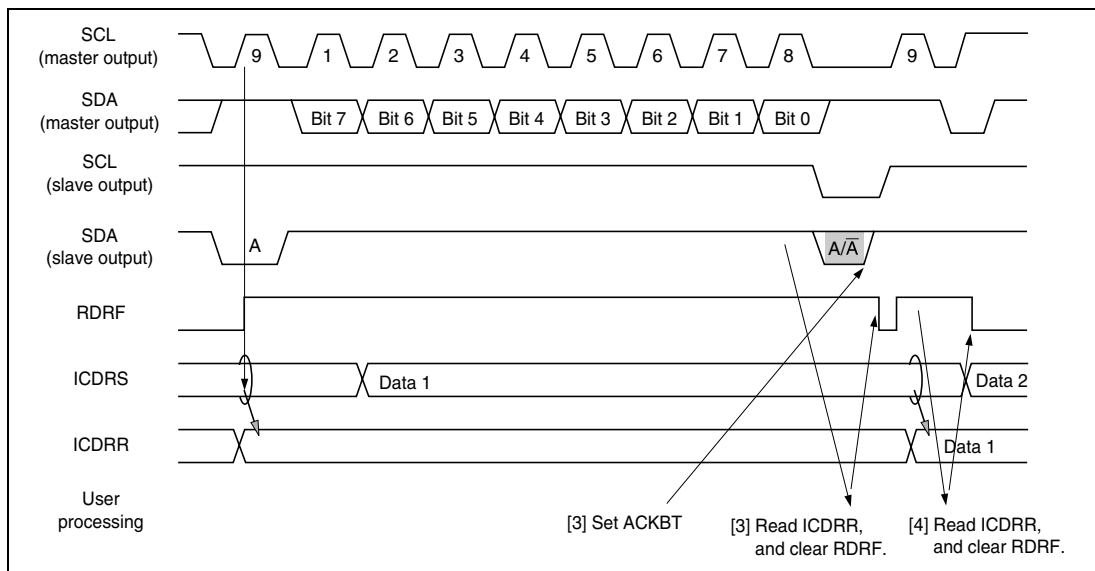 SCL
(master output)
9 1 2 3 4 5 6 7 8 9
SDA
(master output)
Bit 7 Bit 6 Bit 5 Bit 4 Bit 3 Bit 2 Bit 1 Bit 0
SCL
(slave output)
SDA
(slave output)
A A/A̅
RDRF
ICDRS
Data 1 Data 2
ICDRR
Data 1
User
processing
[3] Set ACKBT
[3] Read ICDRR,
and clear RDRF.
[4] Read ICDRR,
and clear RDRF.